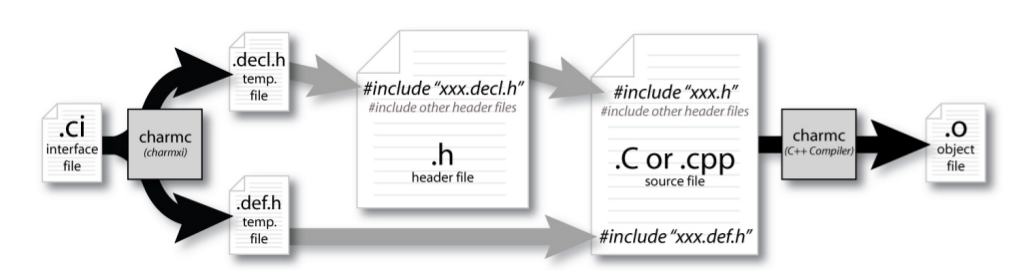 .ci
interface
file
charmc
(charmxi)
.decl.h
temp.
file
.def.h
temp.
file
#include “xxx.decl.h”
#include other header files
.h
header file
#include “xxx.h”
#include other header files
.C or .cpp
source file
#include “xxx.def.h”
charmc
(C++ Compiler)
.o
object
file